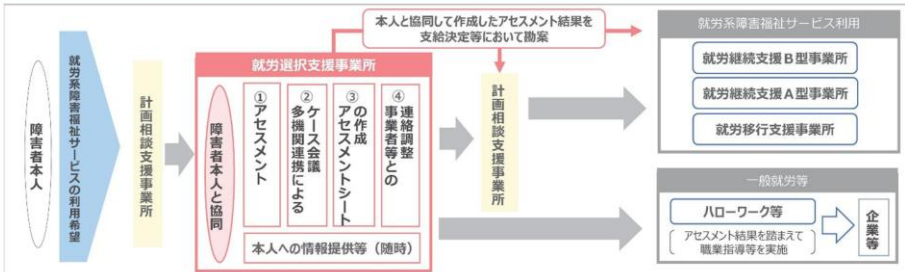 障害者本人
就労系障害福祉サービスの利用希望
計画相談支援事業所
就労選択支援事業所
障害者本人と協同
①アセスメント
②多機関連携による
ケース会議
③アセスメントシート
の作成
④事業者等との
連絡調整
本人への情報提供等（随時）
本人と協同して作成したアセスメント結果を
支給決定等において勘案
計画相談支援事業所
就労系障害福祉サービス利用
就労継続支援B型事業所
就労継続支援A型事業所
就労移行支援事業所
一般就労等
ハローワーク等
アセスメント結果を踏まえて
職業指導等を実施
企業等